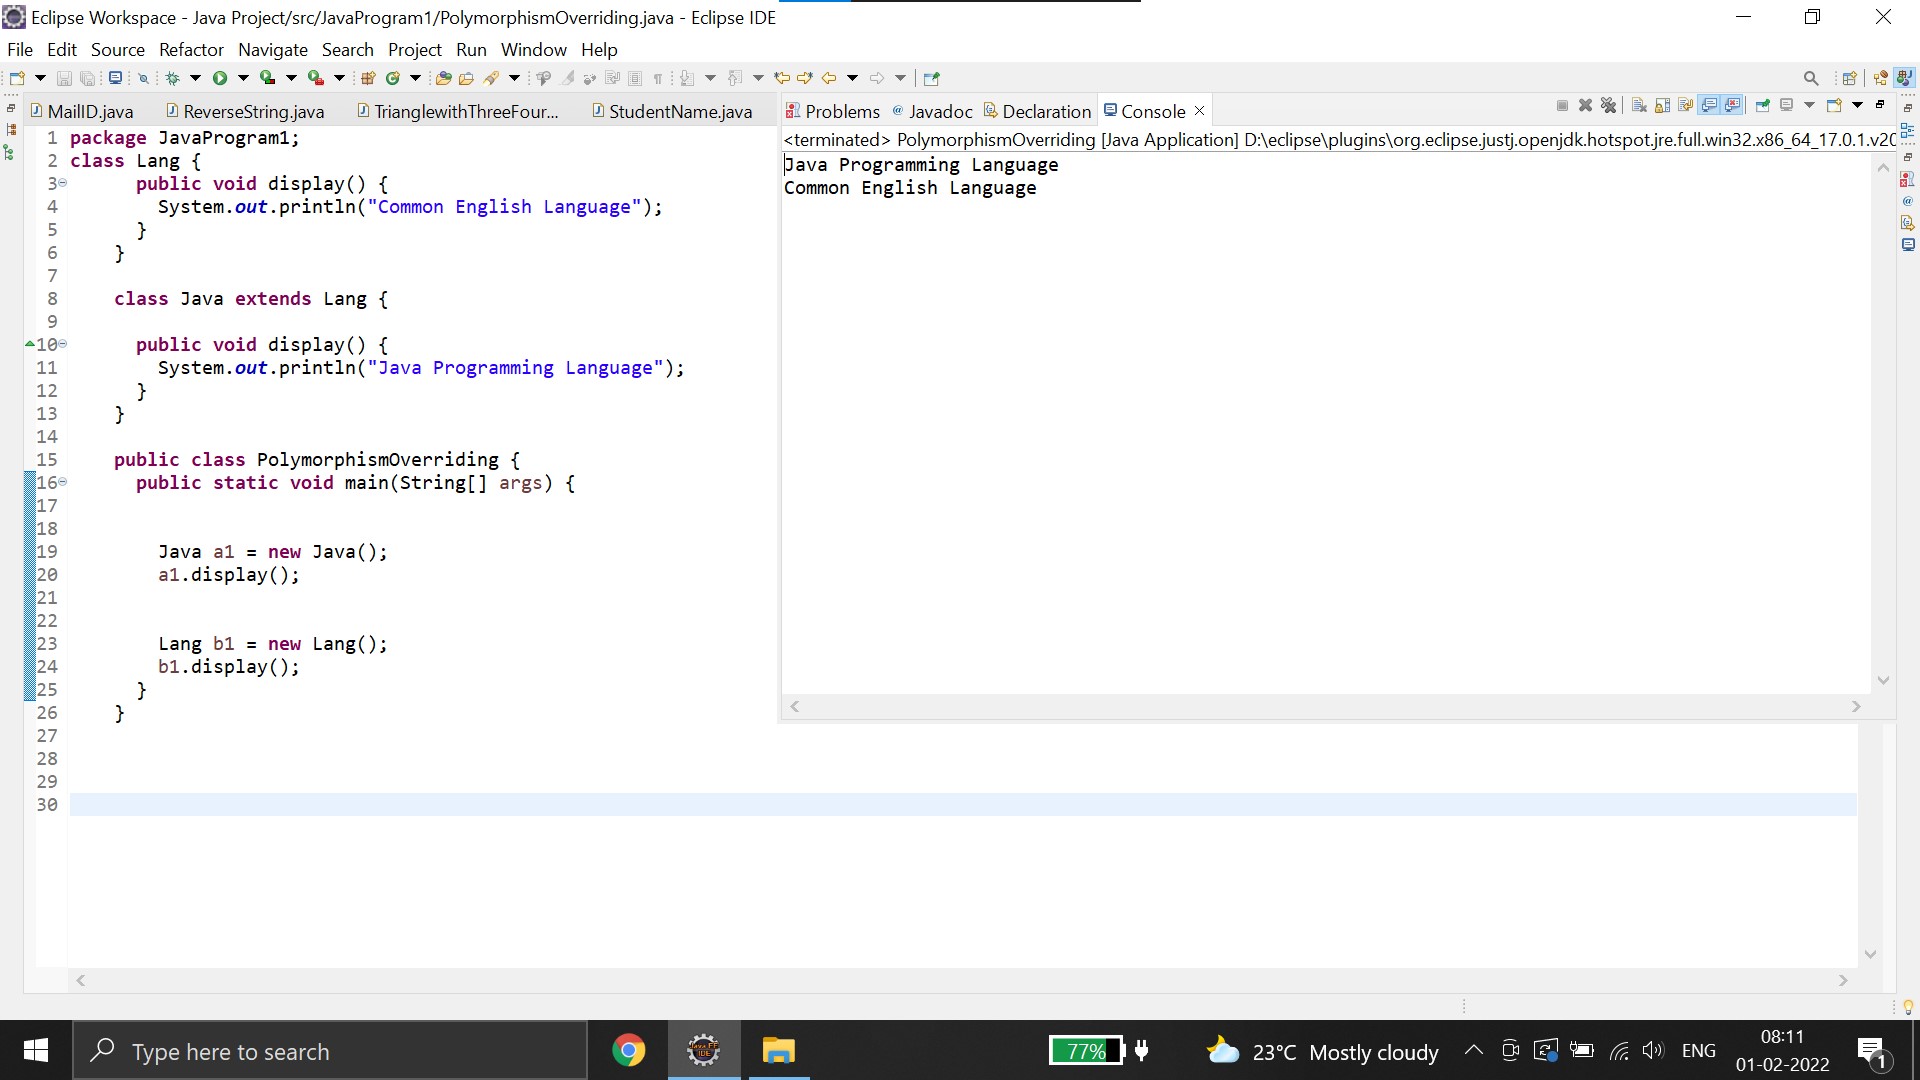 Eclipse Workspace - Java Project/src/JavaProgram1/PolymorphismOverriding.java - Eclipse IDE
File Edit Source Refactor Navigate Search Project Run Window Help
MailID.java ReverseString.java TrianglewithThreeFour... StudentName.java
1 package JavaProgram1;
2 class Lang {
3 public void display() {
4 System.out.println("Common English Language");
5 }
6 }
7
8 class Java extends Lang {
9
10 public void display() {
11 System.out.println("Java Programming Language");
12 }
13 }
14
15 public class PolymorphismOverriding {
16 public static void main(String[] args) {
17
18
19 Java a1 = new Java();
20 a1.display();
21
22
23 Lang b1 = new Lang();
24 b1.display();
25 }
26 }
27
28
29
30
Problems Javadoc Declaration Console
<terminated> PolymorphismOverriding [Java Application] D:\eclipse\plugins\org.eclipse.justj.openjdk.hotspot.jre.full.win32.x86_64_17.0.1.v20
Java Programming Language
Common English Language
Type here to search
77%
23°C Mostly cloudy
ENG
08:11
01-02-2022
1